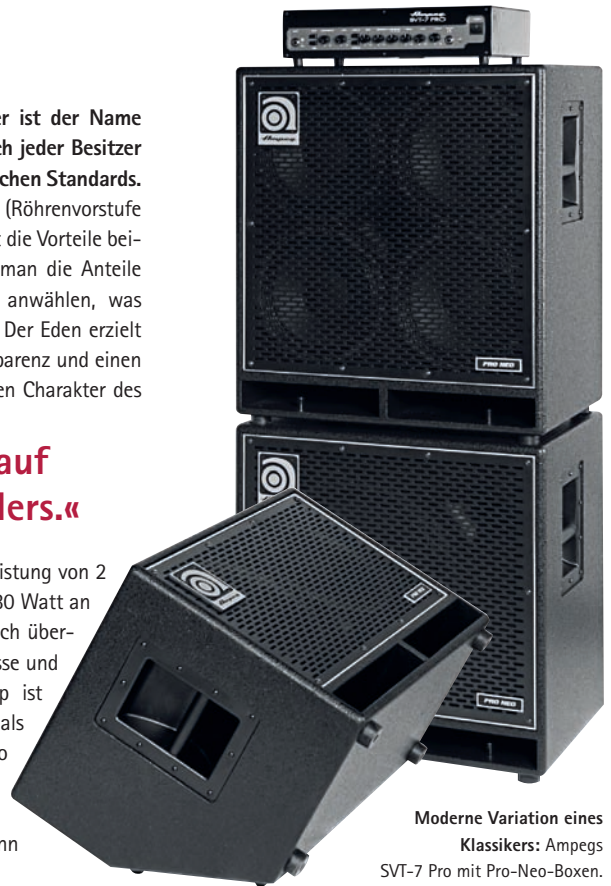 er ist der Name
ch jeder Besitzer
chen Standards.
(Röhrenvorstufe
t die Vorteile bei-
man die Anteile
anwählen, was
Der Eden erzielt
parenz und einen
en Charakter des
auf
lers.«
istung von 2
30 Watt an
ch über-
sse und
p ist
als
o
nn
Ampeg
SVT-7 PRO
Ampeg
PRO NEO
PRO NEO
Moderne Variation eines
Klassikers: Ampegs
SVT-7 Pro mit Pro-Neo-Boxen.